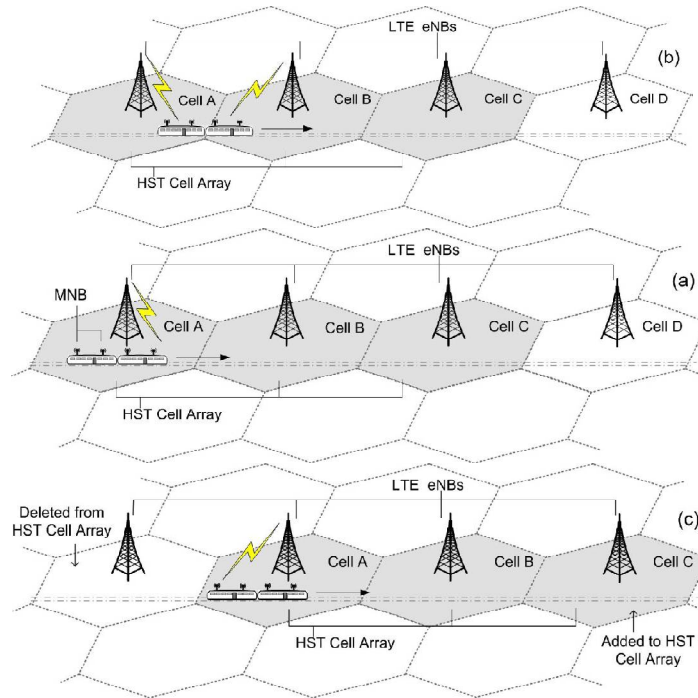 LTE eNBs
(b)
Cell A
Cell B
Cell C
Cell D
HST Cell Array
LTE eNBs
(a)
MNB
Cell A
Cell B
Cell C
Cell D
HST Cell Array
LTE eNBs
(c)
Deleted from
HST Cell Array
Cell A
Cell B
Cell C
HST Cell Array
Added to HST
Cell Array